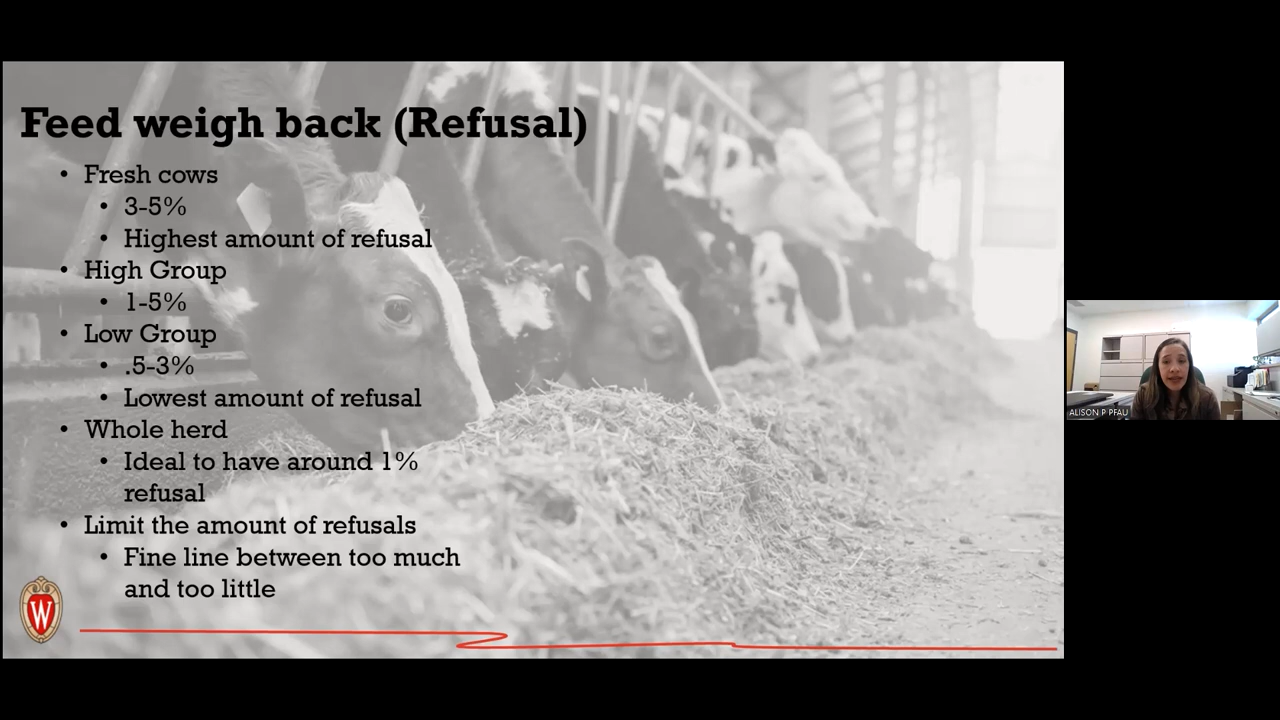 Feed weigh back (Refusal)
• Fresh cows
• 3-5%
• Highest amount of refusal
• High Group
• 1-5%
• Low Group
• .5-3%
• Lowest amount of refusal
• Whole herd
• Ideal to have around 1%
refusal
• Limit the amount of refusals
• Fine line between too much
and too little
W
ALISON P PFAU